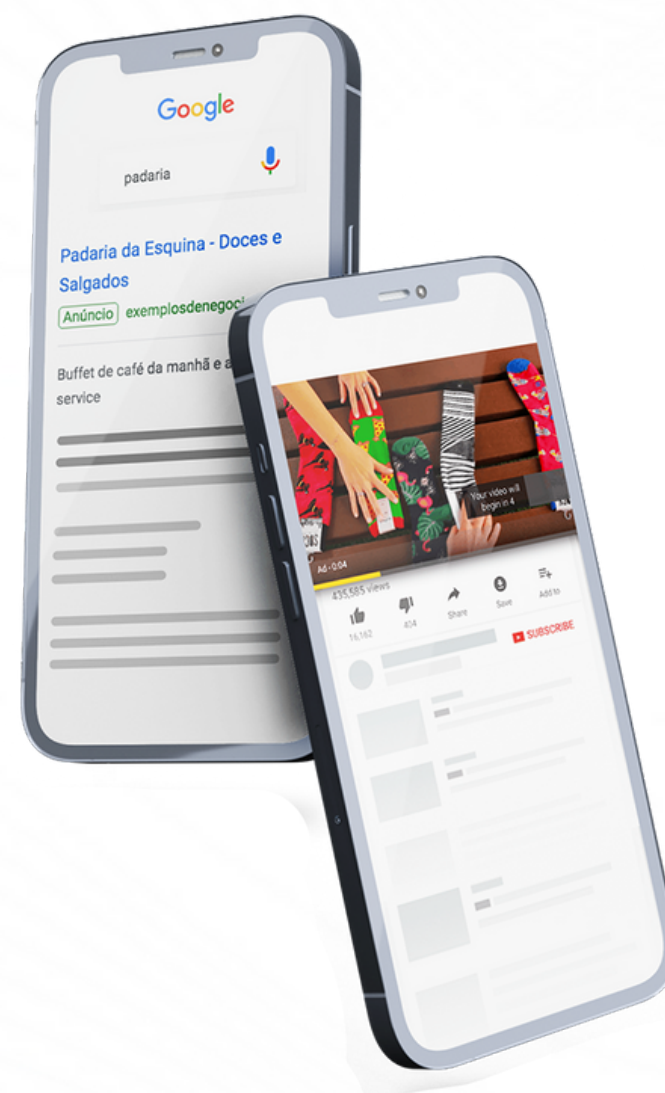 Google
padaria
Padaria da Esquina - Doces e
Salgados
Anúncio exemplosdenegoci
Buffet de café da manhã e a
service
Your video will
begin in 4
Ad - 0:04
435,585 views
16,162
404
Share
Save
Add to
SUBSCRIBE